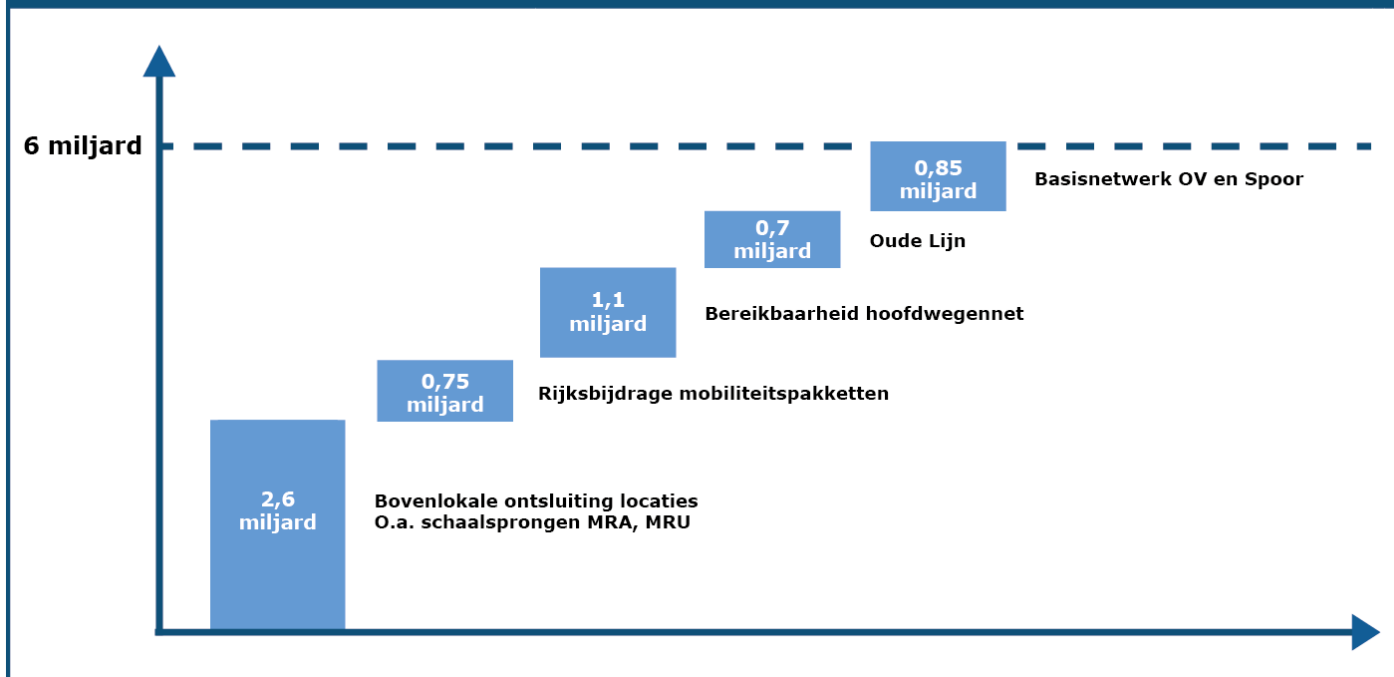 6 miljard
0,85
miljard
Basisnetwerk OV en Spoor
0,7
miljard
Oude Lijn
1,1
miljard
Bereikbaarheid hoofdwegennet
0,75
miljard
Rijksbijdrage mobiliteitspakketten
2,6
miljard
Bovenlokale ontsluiting locaties
O.a. schaalsprongen MRA, MRU